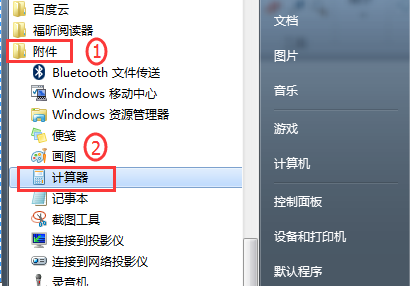 百度云
福昕阅读器
附件
①
Bluetooth 文件传送
Windows 移动中心
Windows 资源管理器
便笺
②
画图
计算器
记事本
截图工具
连接到投影仪
连接到网络投影仪
录音机
文档
图片
音乐
游戏
计算机
控制面板
设备和打印机
默认程序